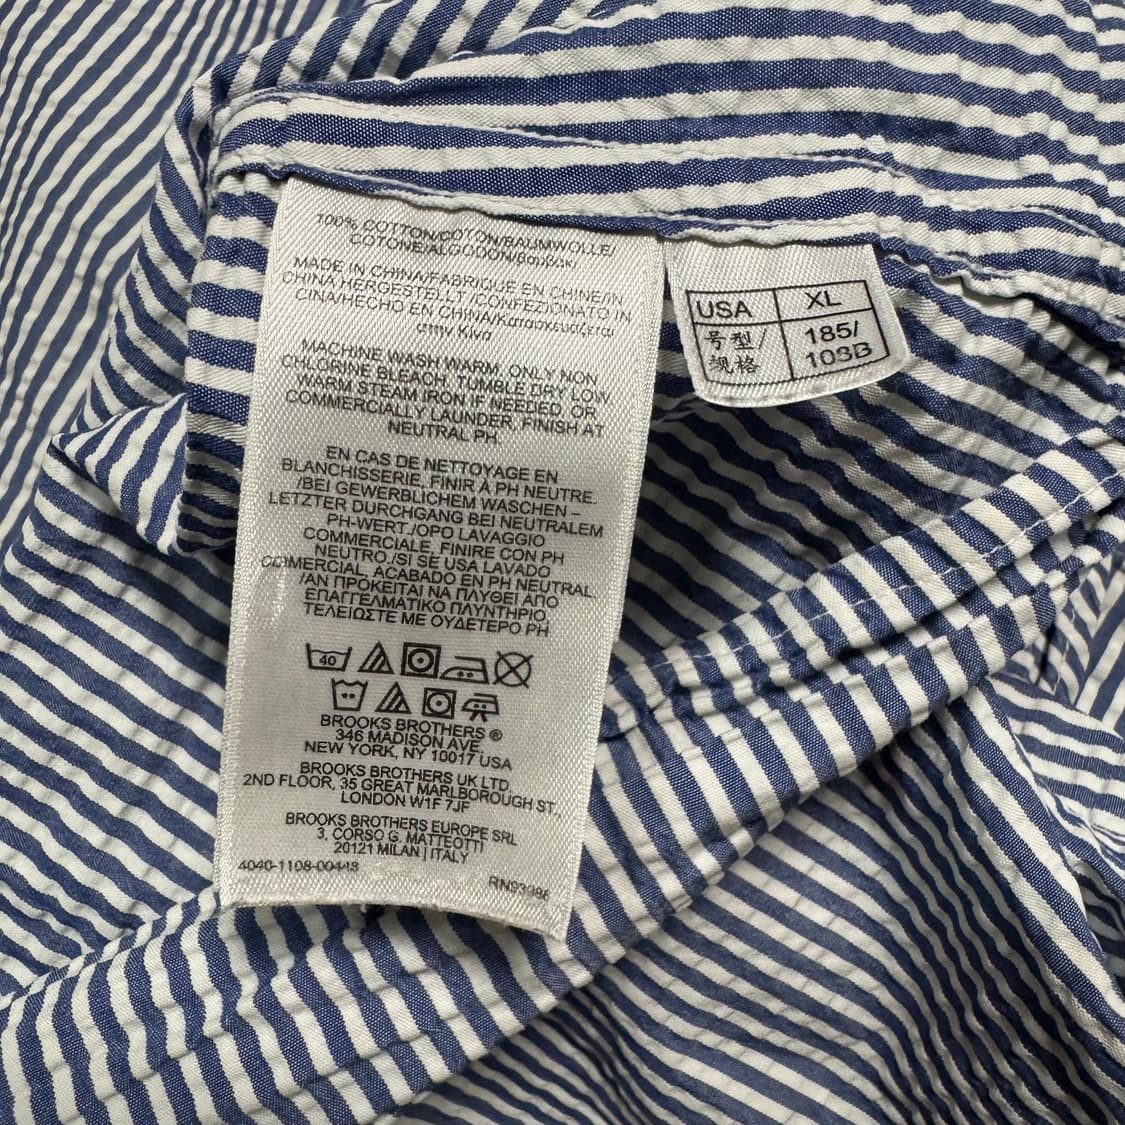 100% COTTON/COTON/BAUMWOLLE/
COTONE/ALGODON/βαμβακι
MADE IN CHINA/FABRIQUÉ EN CHINE/IN
CHINA HERGESTELLT /CONFEZIONATO IN
CINA/HECHO EN CHINA/Κατασκευάζεται
στην Κίνα
MACHINE WASH WARM, ONLY NON
CHLORINE BLEACH, TUMBLE DRY LOW,
WARM STEAM IRON IF NEEDED, OR
COMMERCIALLY LAUNDER, FINISH AT
NEUTRAL PH.
EN CAS DE NETTOYAGE EN
BLANCHISSERIE, FINIR À PH NEUTRE.
/BEI GEWERBLICHEM WASCHEN –
LETZTER DURCHGANG BEI NEUTRALEM
PH-WERT./OPO LAVAGGIO
COMMERCIALE, FINIRE CON PH
NEUTRO./SI SE USA LAVADO
COMERCIAL, ACABADO EN PH NEUTRAL.
/ΑΝ ΠΡΟΚΕΙΤΑΙ ΝΑ ΠΛΥΘΕΙ ΑΠΟ
ΕΠΑΓΓΕΛΜΑΤΙΚΟ ΠΛΥΝΤΗΡΙΟ,
ΤΕΛΕΙΩΣΤΕ ΜΕ ΟΥΔΕΤΕΡΟ PH
40
BROOKS BROTHERS ®
346 MADISON AVE,
NEW YORK, NY 10017 USA
BROOKS BROTHERS UK LTD,
2ND FLOOR, 35 GREAT MARLBOROUGH ST.,
LONDON W1F 7JF
BROOKS BROTHERS EUROPE SRL
3, CORSO G. MATTEOTTI
20121 MILAN | ITALY
4040-1108-00443
USA XL
号型/ 185/
规格 108B